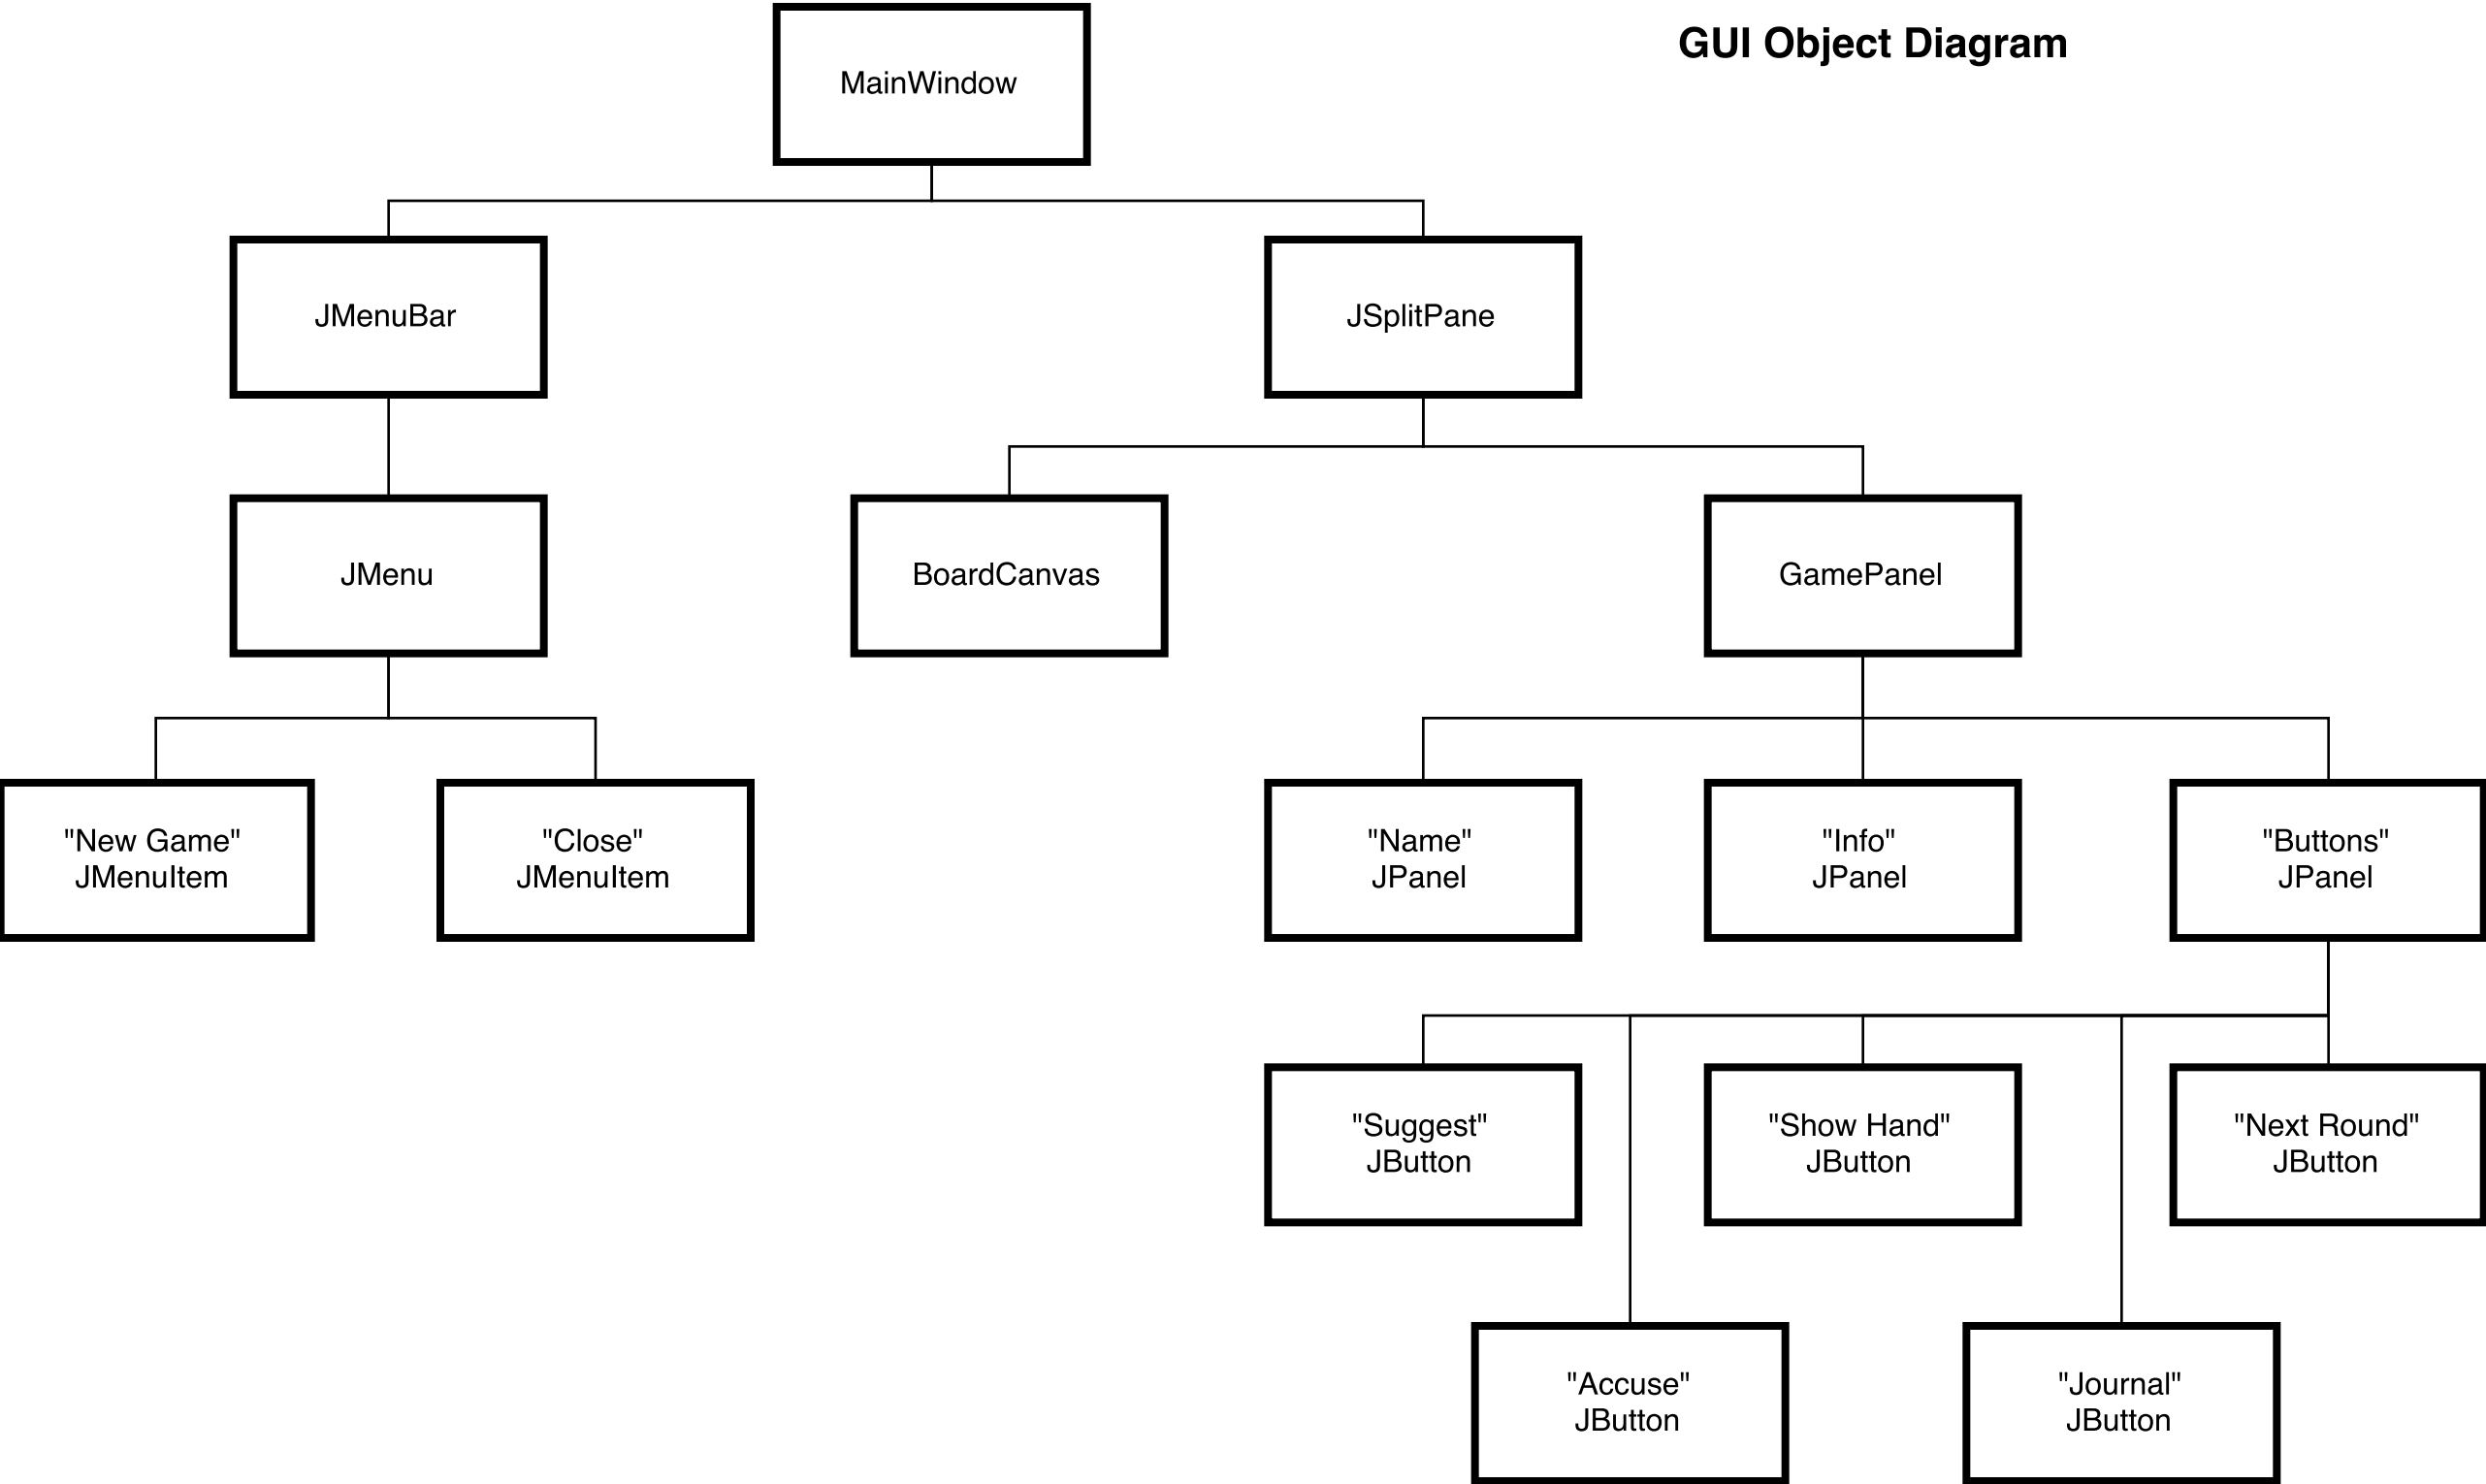 GUI Object Diagram
MainWindow
JMenuBar
JSplitPane
JMenu
BoardCanvas
GamePanel
"New Game"
JMenuItem
"Close"
JMenuItem
"Name"
JPanel
"Info"
JPanel
"Buttons"
JPanel
"Suggest"
JButton
"Show Hand"
JButton
"Next Round"
JButton
"Accuse"
JButton
"Journal"
JButton